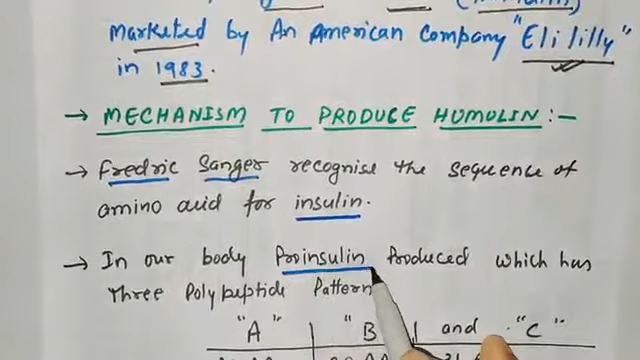 marketed by An American Company "Eli lilly"
in 1983.
→ MECHANISM TO PRODUCE HUMULIN :-
→ Fredric Sanger recognise the sequence of
amino acid for insulin.
→ In our body Proinsulin Produced which has
three Polypeptide Pattern
"A" | "B" | and "C"